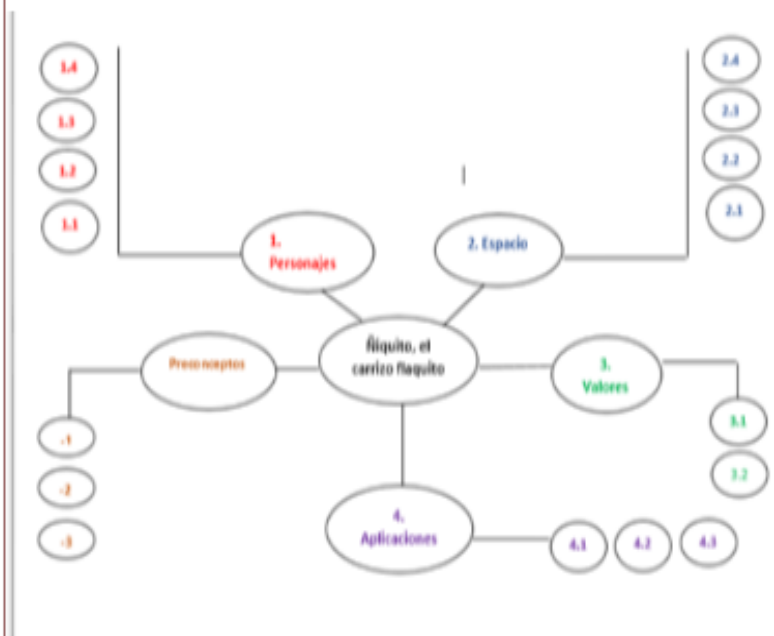 1.4
1.3
1.2
1.1
2.4
2.3
2.2
2.1
1.
Personajes
2. Espacio
Ñiquito, el
carrizo flaquito
Preconceptos
3.
Valores
.1
.2
.3
3.1
3.2
4.
Aplicaciones
4.1
4.2
4.3